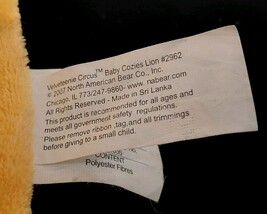 Velveteenie Circus™ Baby Cozies Lion #2962
© 2007 North American Bear Co., Inc.
Chicago, IL 773/247-9860- www.nabear.com
All Rights Reserved - Made in Sri Lanka
This product is recommended for all ages and
meets all government safety regulations.
Please remove ribbon ,tag,and all trimmings
before giving to a small child.
CONTENT
Polyester Fibres